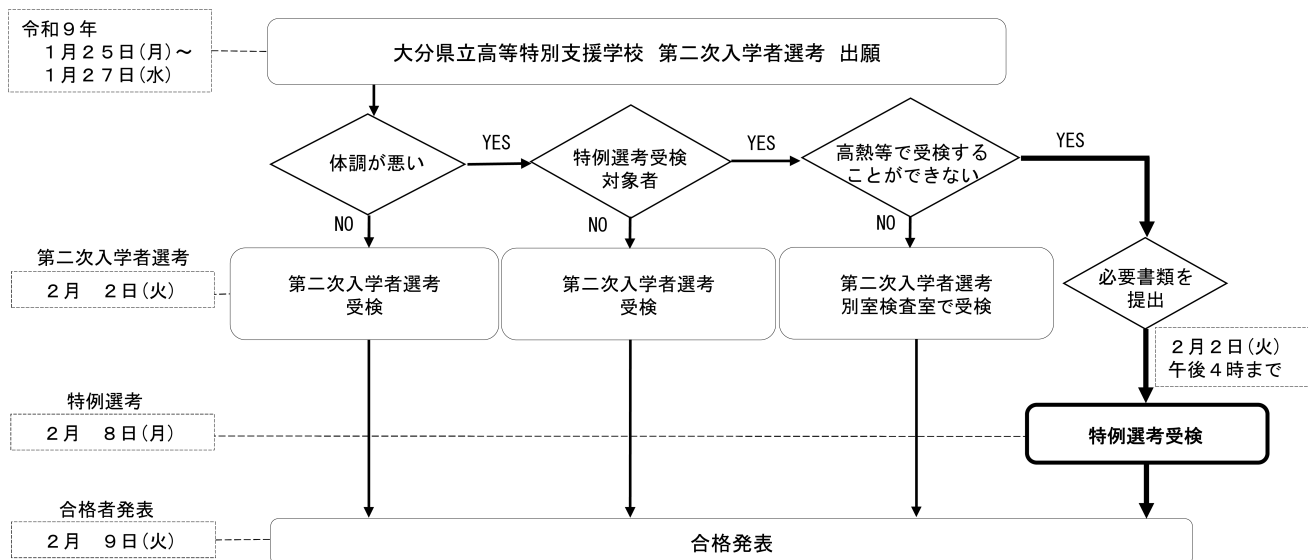 令和９年
１月２５日(月)～
１月２７日(水)
大分県立高等特別支援学校　第二次入学者選考　出願
体調が悪い
YES
特例選考受検
対象者
YES
高熱等で受検する
ことができない
YES
NO
NO
NO
第二次入学者選考
２月　２日(火)
第二次入学者選考
受検
第二次入学者選考
受検
第二次入学者選考
別室検査室で受検
必要書類を
提出
２月２日(火)
午後４時まで
特例選考
２月　８日(月)
特例選考受検
合格者発表
２月　９日(火)
合格発表